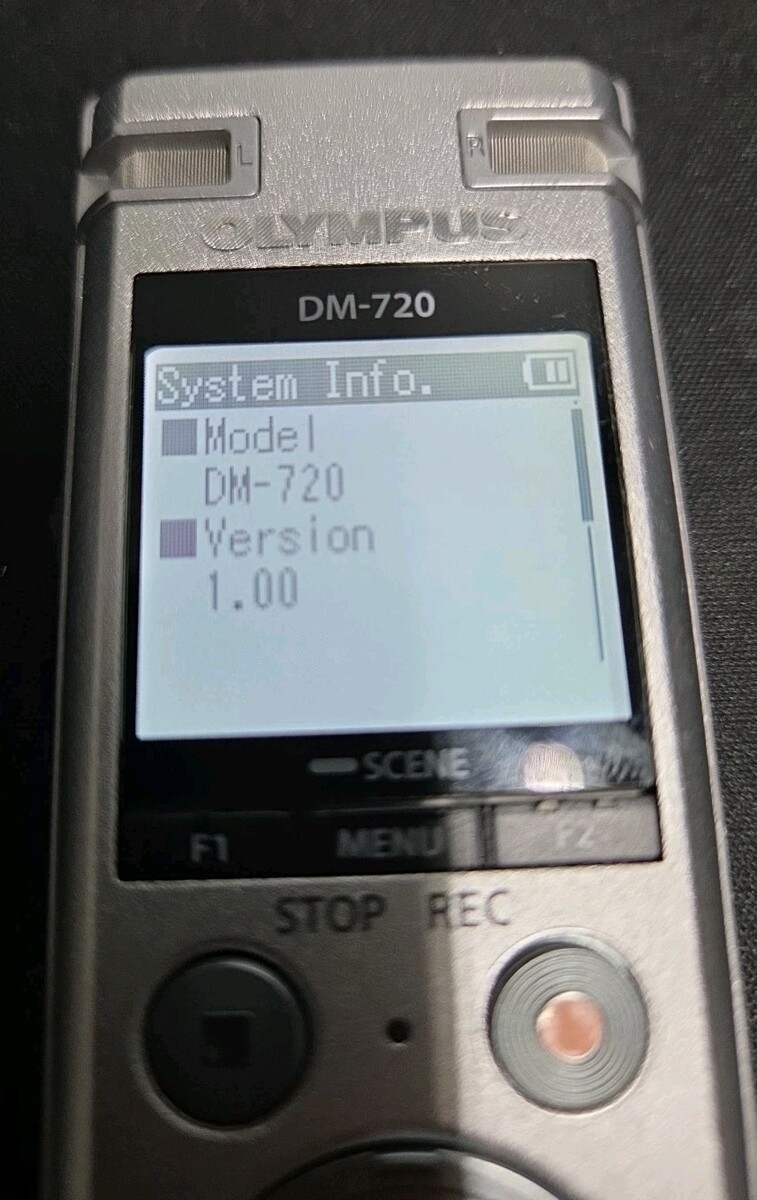 L R
OLYMPUS
DM-720
System Info.
Model
DM-720
Version
1.00
SCENE
F1 MENU F2
STOP REC